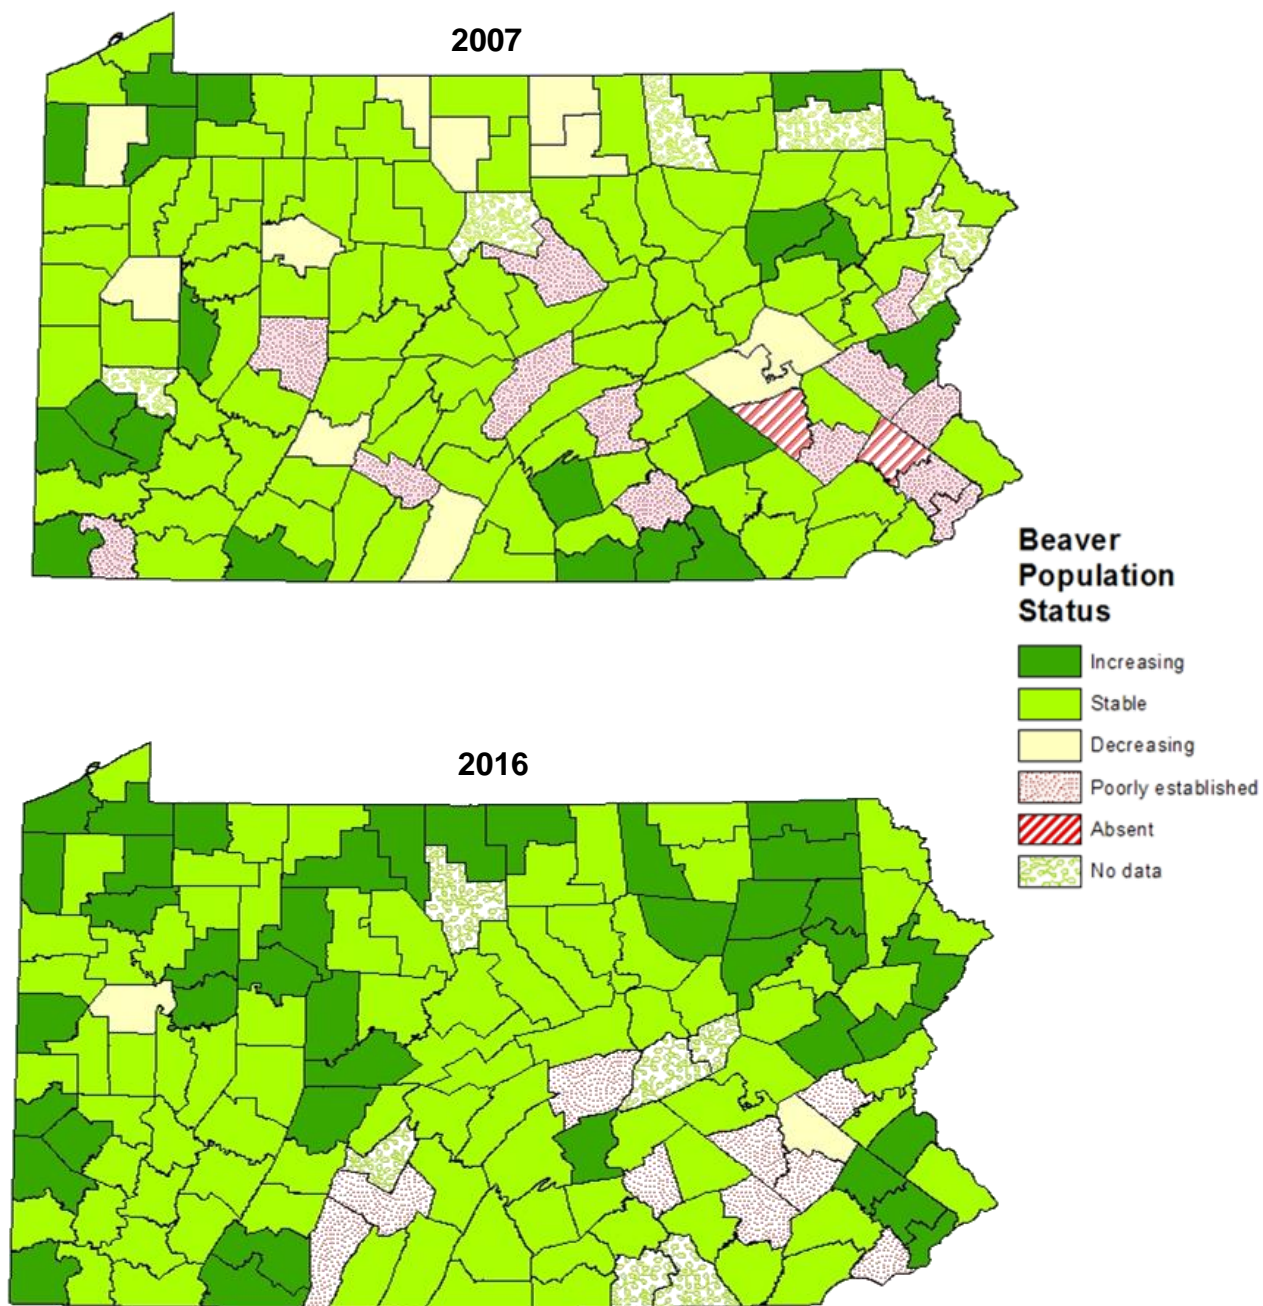 2007
Beaver
Population
Status
Increasing
Stable
Decreasing
Poorly established
Absent
No data
2016